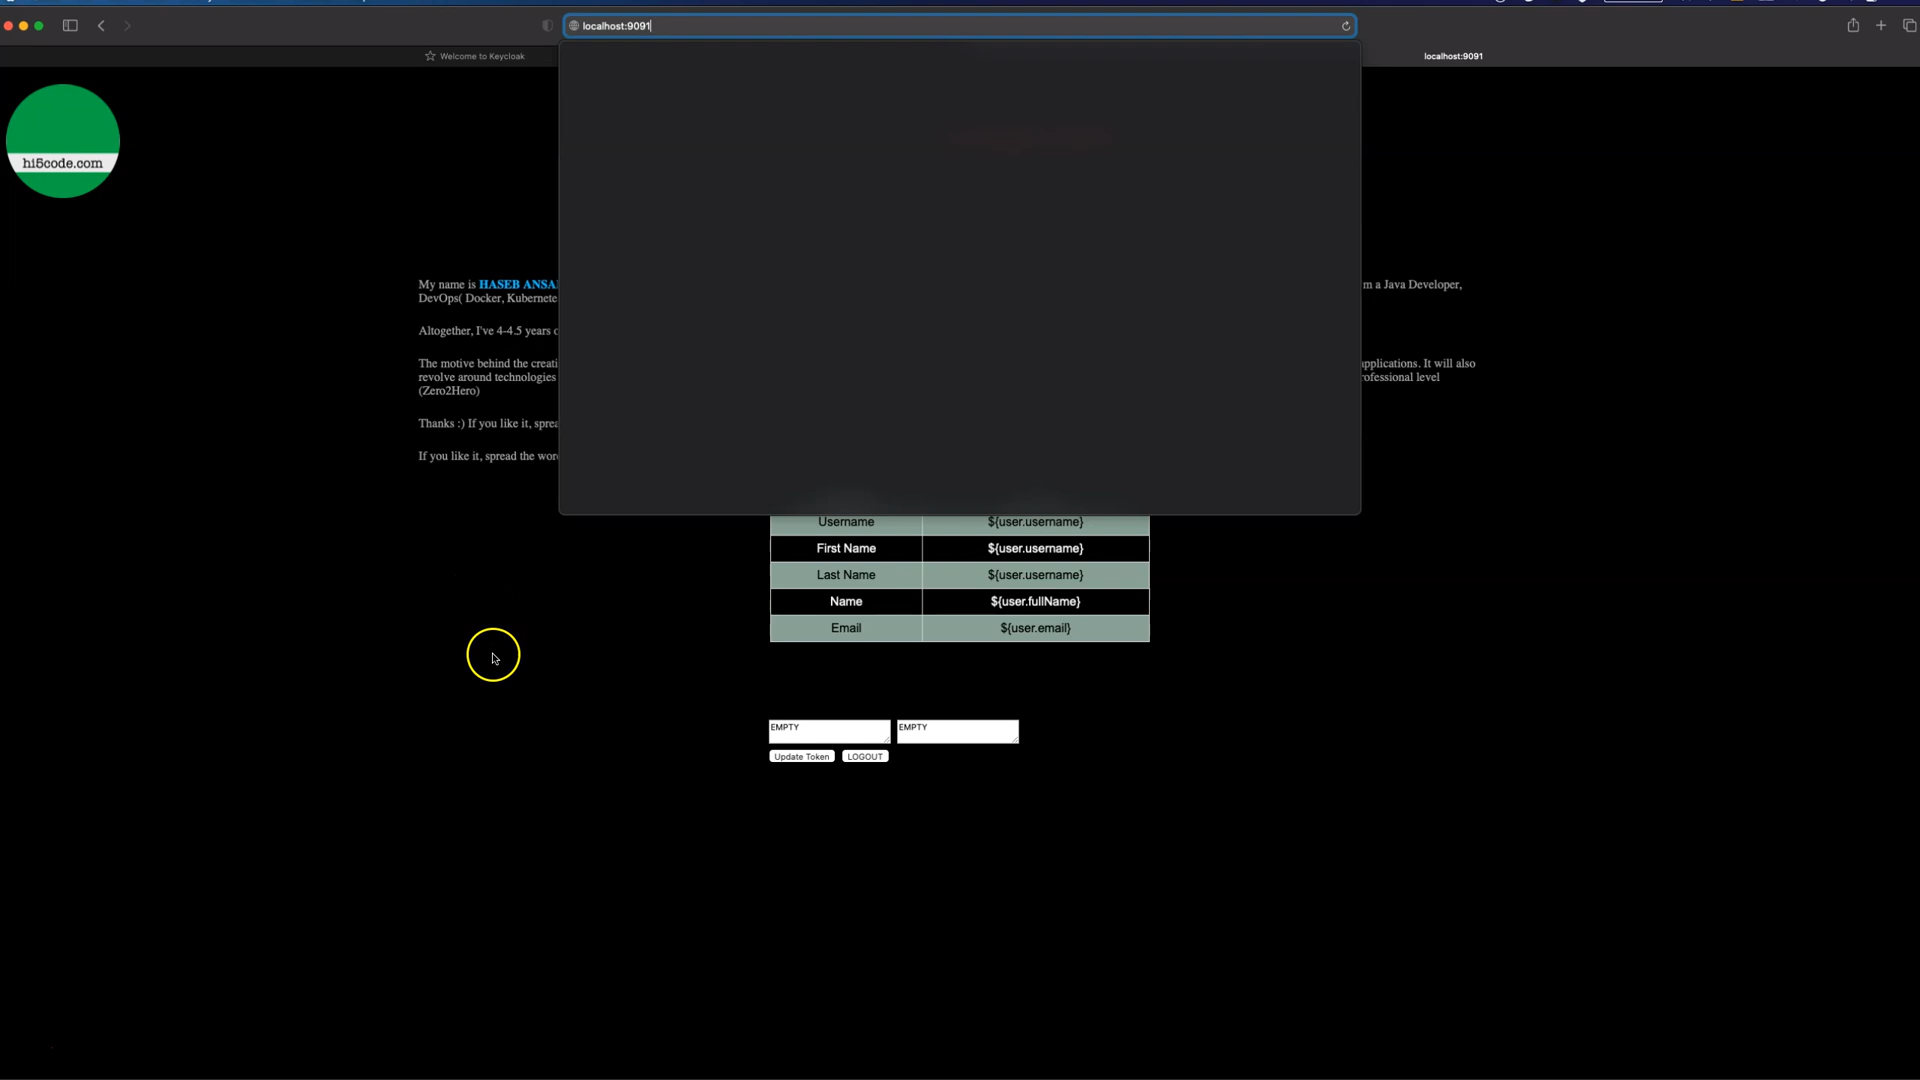 localhost:9091
Welcome to Keycloak
localhost:9091
hi5code.com
My name is HASEB ANSA
m a Java Developer,
DevOps( Docker, Kubernete
Altogether, I've 4-4.5 years o
The motive behind the creati
applications. It will also
revolve around technologies
rofessional level
(Zero2Hero)
Thanks :) If you like it, sprea
If you like it, spread the wor
Username ${user.username}
First Name ${user.username}
Last Name ${user.username}
Name ${user.fullName}
Email ${user.email}
EMPTY EMPTY
Update Token LOGOUT